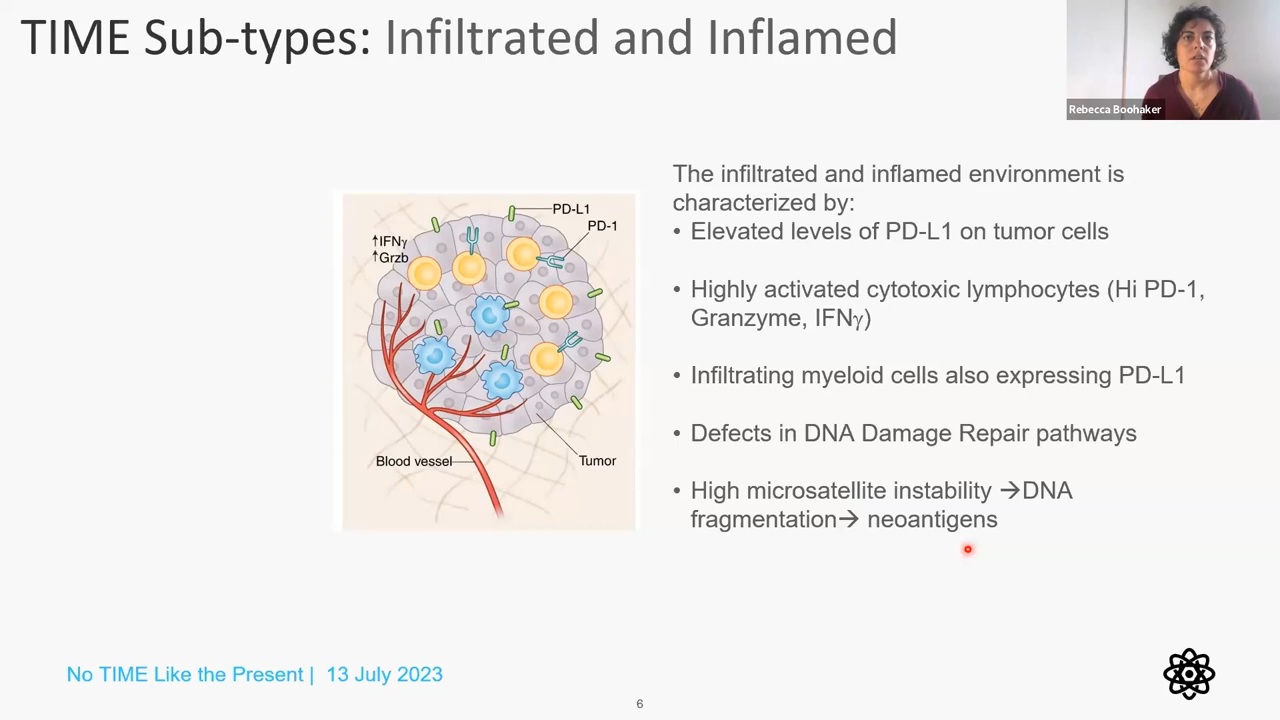 TIME Sub-types: Infiltrated and Inflamed
Rebecca Boohaker
The infiltrated and inflamed environment is
characterized by:
• Elevated levels of PD-L1 on tumor cells
• Highly activated cytotoxic lymphocytes (Hi PD-1,
Granzyme, IFNγ)
• Infiltrating myeloid cells also expressing PD-L1
• Defects in DNA Damage Repair pathways
• High microsatellite instability →DNA
fragmentation→ neoantigens
PD-L1
PD-1
↑IFNγ
↑Grzb
Blood vessel
Tumor
No TIME Like the Present | 13 July 2023
6